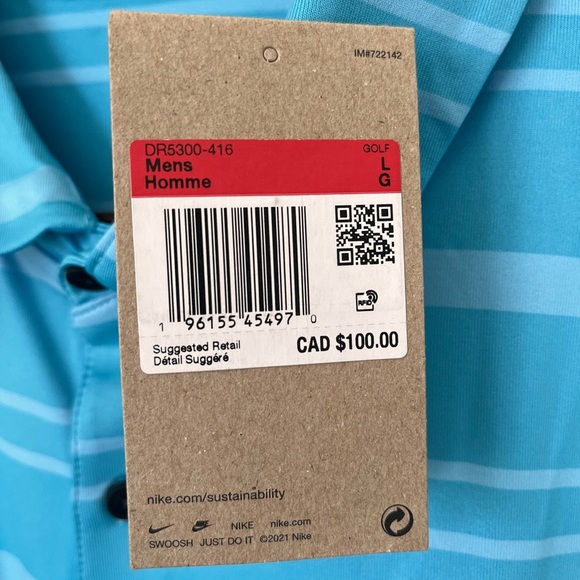 IM#722142
DR5300-416 GOLF
Mens L
Homme G
1 96155 45497 0
RFID
Suggested Retail
Détail Suggéré
CAD $100.00
nike.com/sustainability
NIKE nike.com
SWOOSH JUST DO IT ©2021 Nike